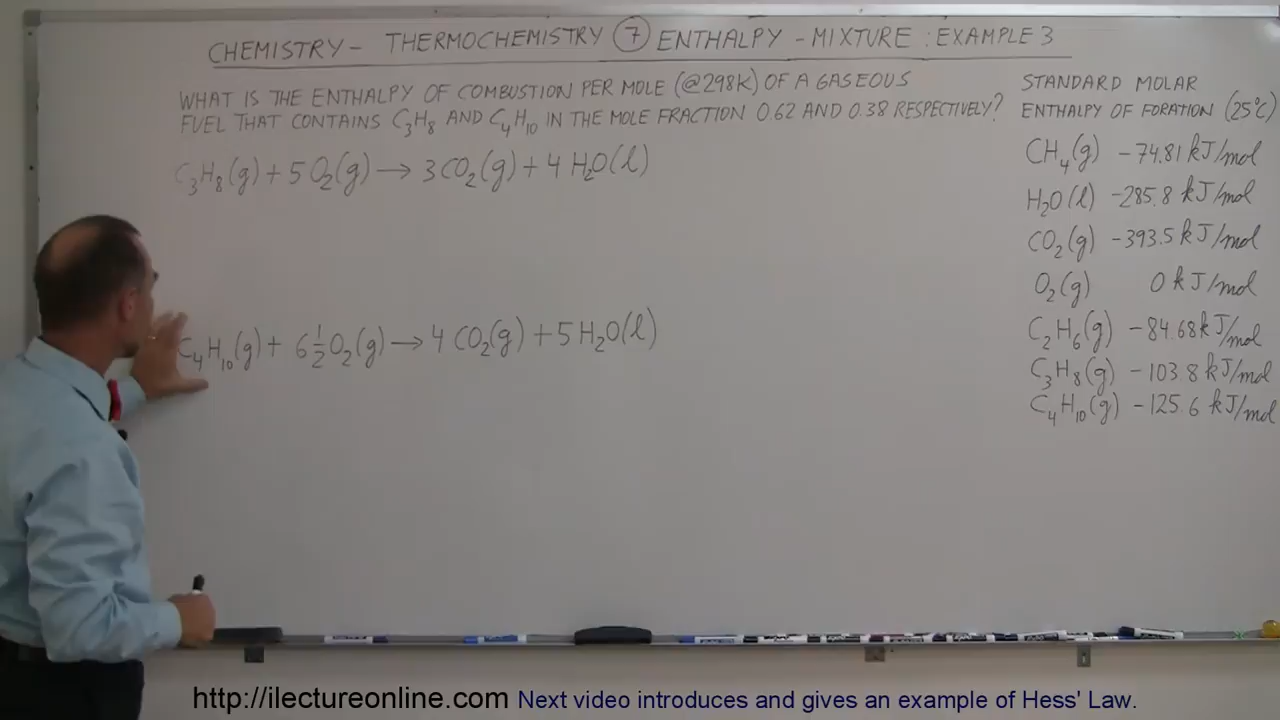 CHEMISTRY - THERMOCHEMISTRY ⑦ ENTHALPY - MIXTURE : EXAMPLE 3
WHAT IS THE ENTHALPY OF COMBUSTION PER MOLE (@298K) OF A GASEOUS
FUEL THAT CONTAINS C₃H₈ AND C₄H₁₀ IN THE MOLE FRACTION 0.62 AND 0.38 RESPECTIVELY?
C₃H₈(g) + 5 O₂(g) → 3 CO₂(g) + 4 H₂O(l)
C₄H₁₀(g) + 6 ½ O₂(g) → 4 CO₂(g) + 5 H₂O(l)
STANDARD MOLAR
ENTHALPY OF FORATION (25°C)
CH₄(g) -74.81 kJ/mol
H₂O(l) -285.8 kJ/mol
CO₂(g) -393.5 kJ/mol
O₂(g) 0 kJ/mol
C₂H₆(g) -84.68 kJ/mol
C₃H₈(g) -103.8 kJ/mol
C₄H₁₀(g) -125.6 kJ/mol
http://ilectureonline.com Next video introduces and gives an example of Hess' Law.